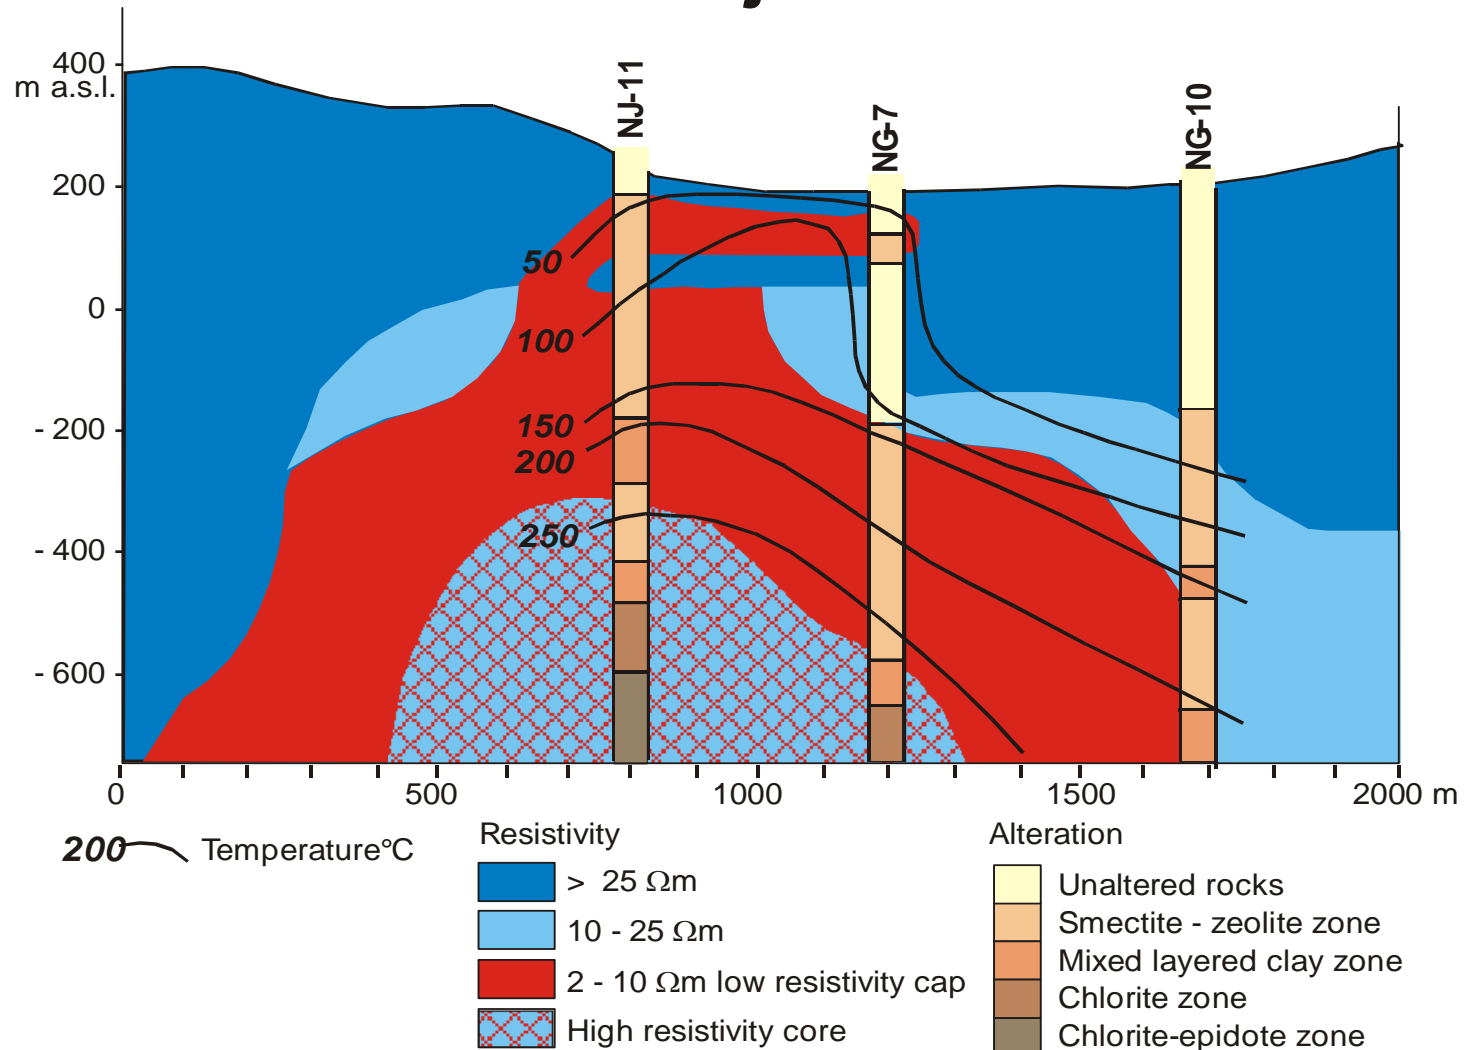 400
m a.s.l.
200
0
- 200
- 400
- 600
NJ-11
NG-7
NG-10
50
100
150
200
250
0 500 1000 1500 2000 m
200 Temperature°C
Resistivity
> 25 Ωm
10 - 25 Ωm
2 - 10 Ωm low resistivity cap
High resistivity core
Alteration
Unaltered rocks
Smectite - zeolite zone
Mixed layered clay zone
Chlorite zone
Chlorite-epidote zone